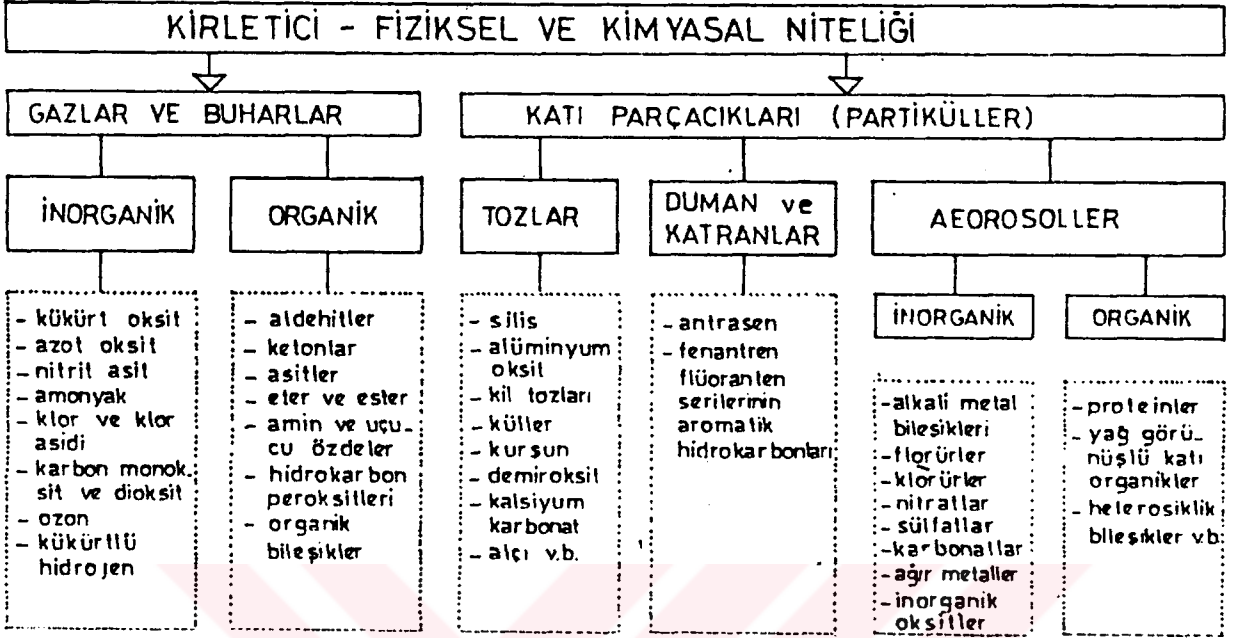 KİRLETİCİ - FİZİKSEL VE KİMYASAL NİTELİĞİ
GAZLAR VE BUHARLAR
KATI PARÇACIKLARI (PARTİKÜLLER)
İNORGANİK
ORGANİK
TOZLAR
DUMAN ve
KATRANLAR
AEOROSOLLER
- kükürt oksit
- azot oksit
- nitrit asit
- amonyak
- klor ve klor
asidi
- karbon monok.
sit ve dioksit
- ozon
- kükürtlü
hidrojen
- aldehitler
- ketonlar
- asitler
- eter ve ester
- amin ve uçu-
cu özdeler
- hidrokarbon
peroksitleri
- organik
bileşikler
- silis
- alüminyum
oksit
- kil tozları
- küller
- kurşun
- demiroksit
- kalsiyum
karbonat
- alçı v.b.
- antrasen
- fenantren
flüoranten
serilerinin
aromatik
hidrokarbonları
İNORGANİK
- alkali metal
bileşikleri
- florürler
- klorürler
- nitratlar
- sülfatlar
- karbonatlar
- ağır metaller
- inorganik
oksitler
ORGANİK
- proteinler
- yağ görü-
nüşlü katı
organikler
- heterosiklik
bileşikler v.b.